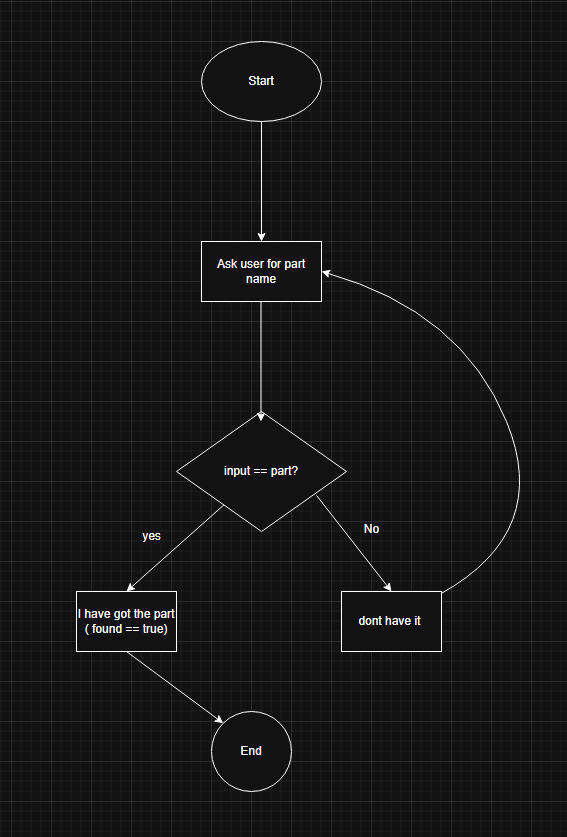 Start
Ask user for part
name
input == part?
yes
No
I have got the part
( found == true)
dont have it
End